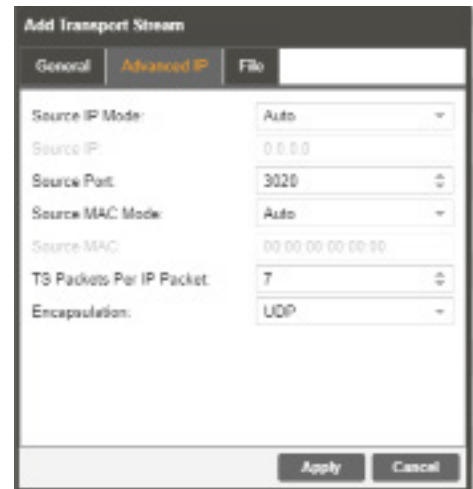 Add Transport Stream
General Advanced IP File
Source IP Mode: Auto
Source IP: 0.0.0.0
Source Port: 3020
Source MAC Mode: Auto
Source MAC: 00:00:00:00:00:00
TS Packets Per IP Packet: 7
Encapsulation: UDP
Apply Cancel